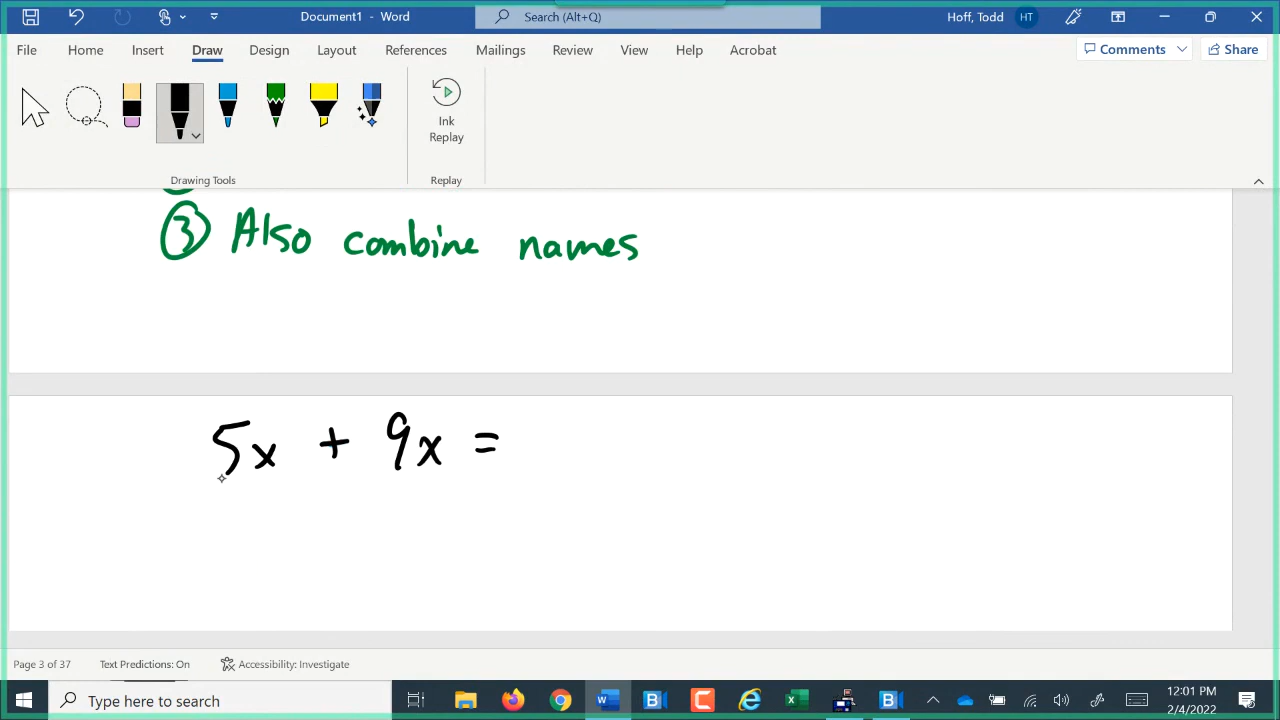 Document1 - Word
Search (Alt+Q)
Hoff, Todd
HT
File Home Insert Draw Design Layout References Mailings Review View Help Acrobat
Comments Share
Ink
Replay
Drawing Tools
Replay
③ Also combine names
5x + 9x =
Page 3 of 37 Text Predictions: On Accessibility: Investigate
Type here to search
12:01 PM
2/4/2022